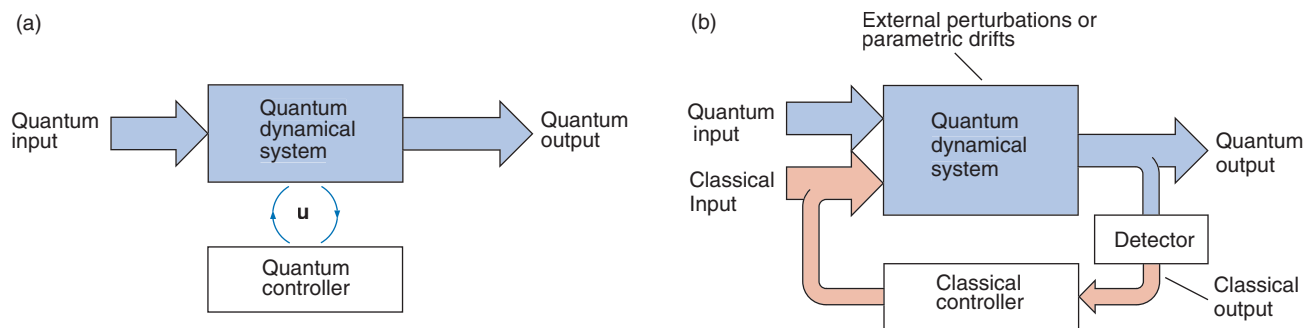 (a)
Quantum
input
Quantum
dynamical
system
Quantum
output
u
Quantum
controller
(b)
External perturbations or
parametric drifts
Quantum
input
Classical
Input
Quantum
dynamical
system
Quantum
output
Detector
Classical
controller
Classical
output